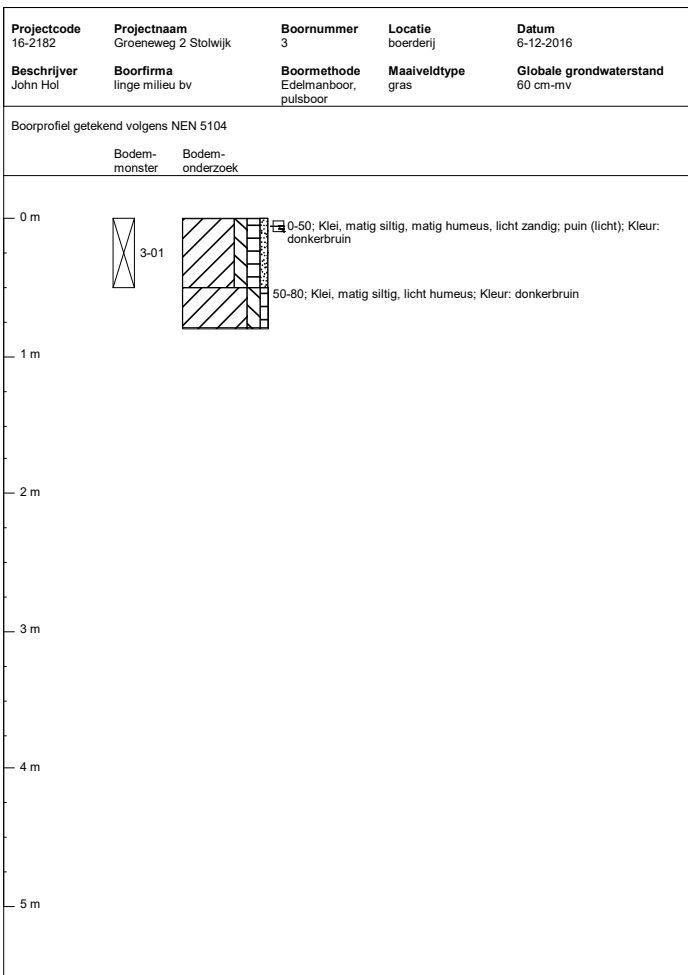 Projectcode Projectnaam Boornummer Locatie Datum
16-2182 Groeneweg 2 Stolwijk 3 boerderij 6-12-2016
Beschrijver Boorfirma Boormethode Maaiveldtype Globale grondwaterstand
John Hol linge milieu bv Edelmanboor, gras 60 cm-mv
pulsboor
Boorprofiel getekend volgens NEN 5104
Bodem- Bodem-
monster onderzoek
0 m
0-50; Klei, matig siltig, matig humeus, licht zandig; puin (licht); Kleur:
donkerbruin
3-01
50-80; Klei, matig siltig, licht humeus; Kleur: donkerbruin
1 m
2 m
3 m
4 m
5 m